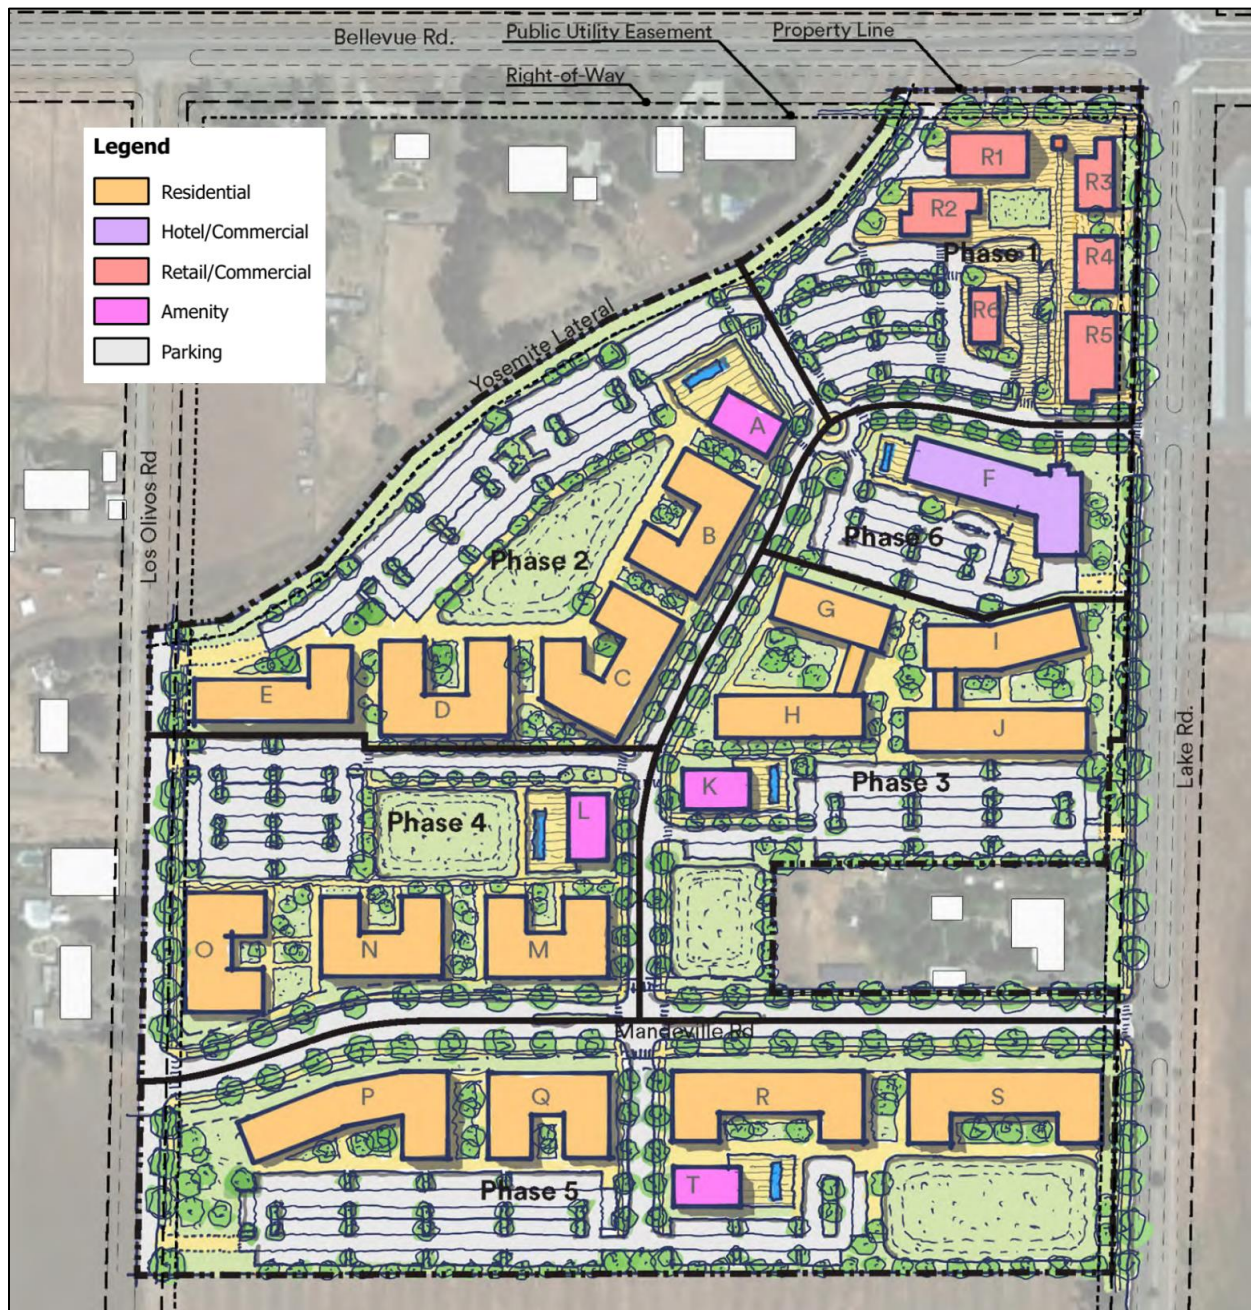 Bellevue Rd.
Public Utility Easement
Property Line
Right-of-Way
Legend
Residential
Hotel/Commercial
Retail/Commercial
Amenity
Parking
R1
R2
R3
R4
Phase 1
R6
R5
Yosemite Lateral
Los Olivos Rd
A
B
F
Phase 2
Phase 6
G
I
C
E
D
H
J
K
Phase 3
Lake Rd.
L
Phase 4
O
N
M
Mandeville Rd
P
Q
R
S
T
Phase 5